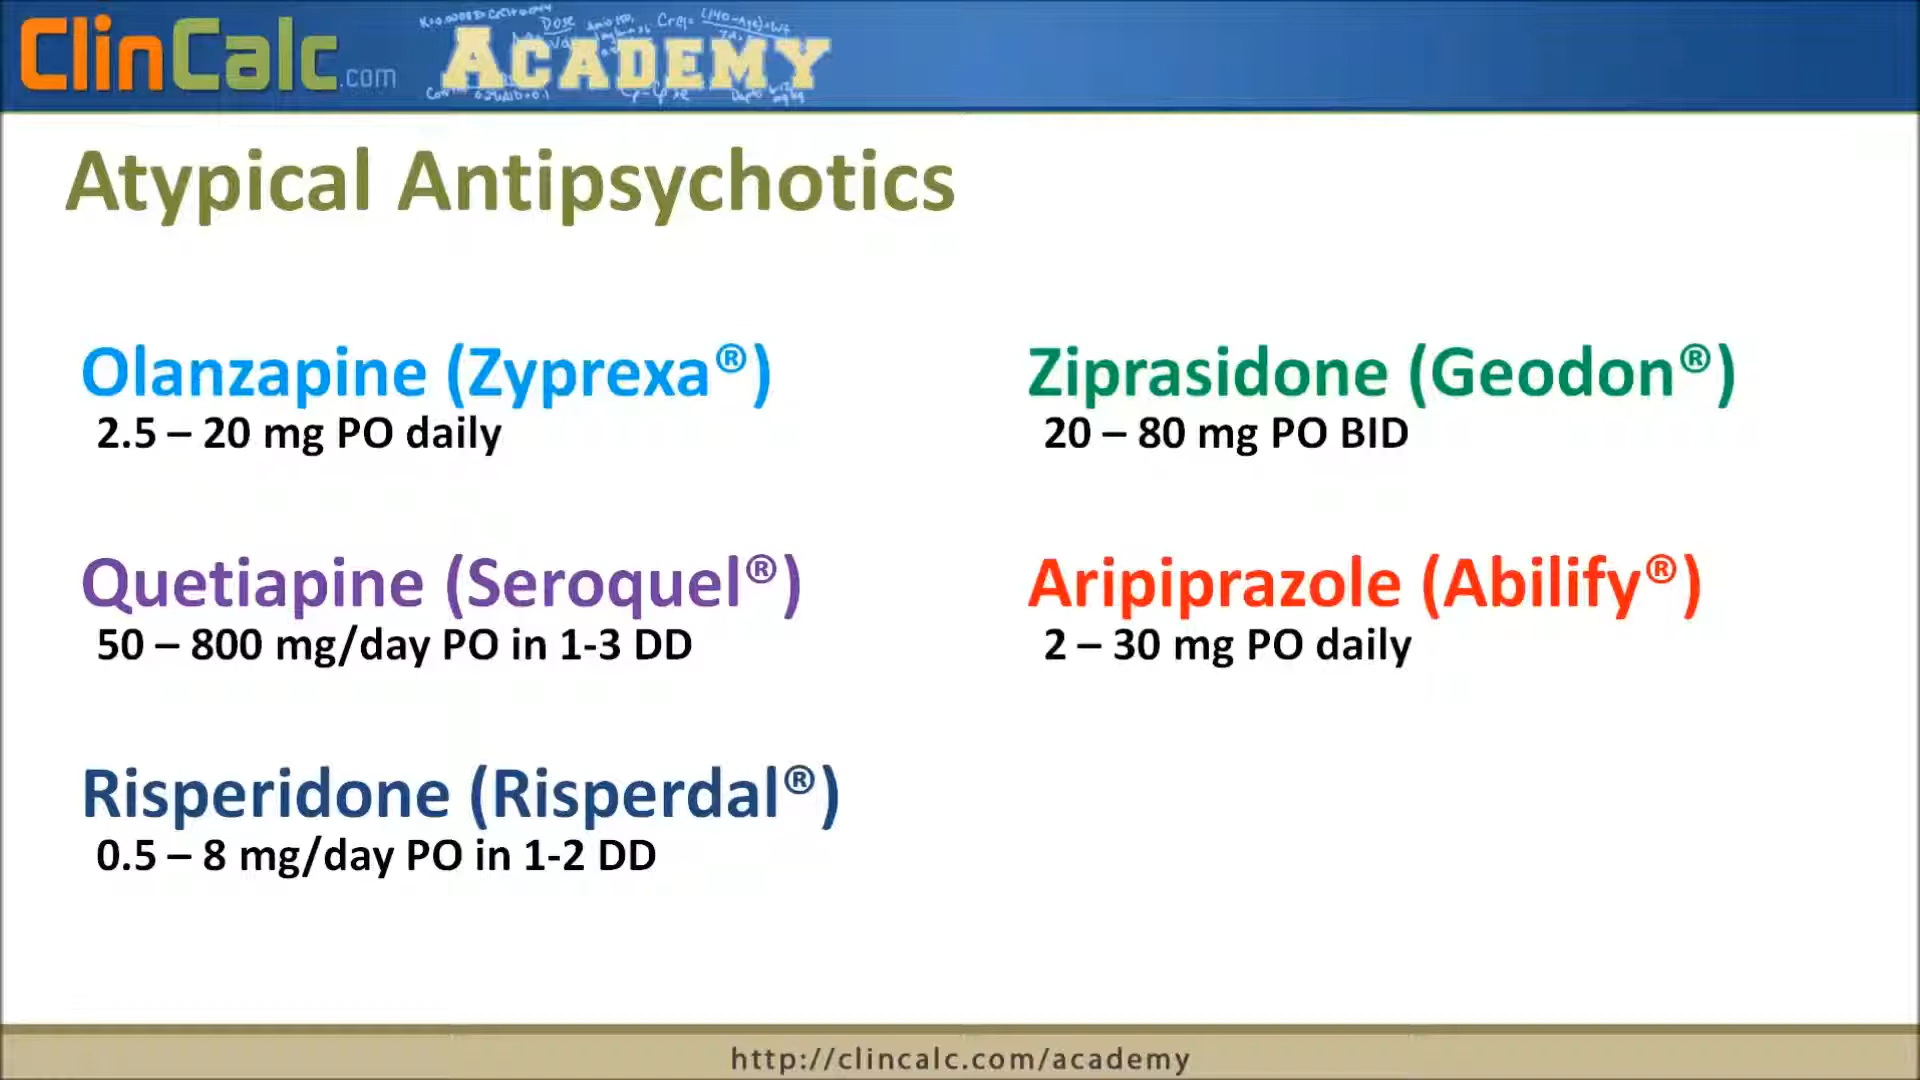 ClinCalc.com ACADEMY
Atypical Antipsychotics
Olanzapine (Zyprexa®)
2.5 – 20 mg PO daily
Quetiapine (Seroquel®)
50 – 800 mg/day PO in 1-3 DD
Risperidone (Risperdal®)
0.5 – 8 mg/day PO in 1-2 DD
Ziprasidone (Geodon®)
20 – 80 mg PO BID
Aripiprazole (Abilify®)
2 – 30 mg PO daily
http://clincalc.com/academy